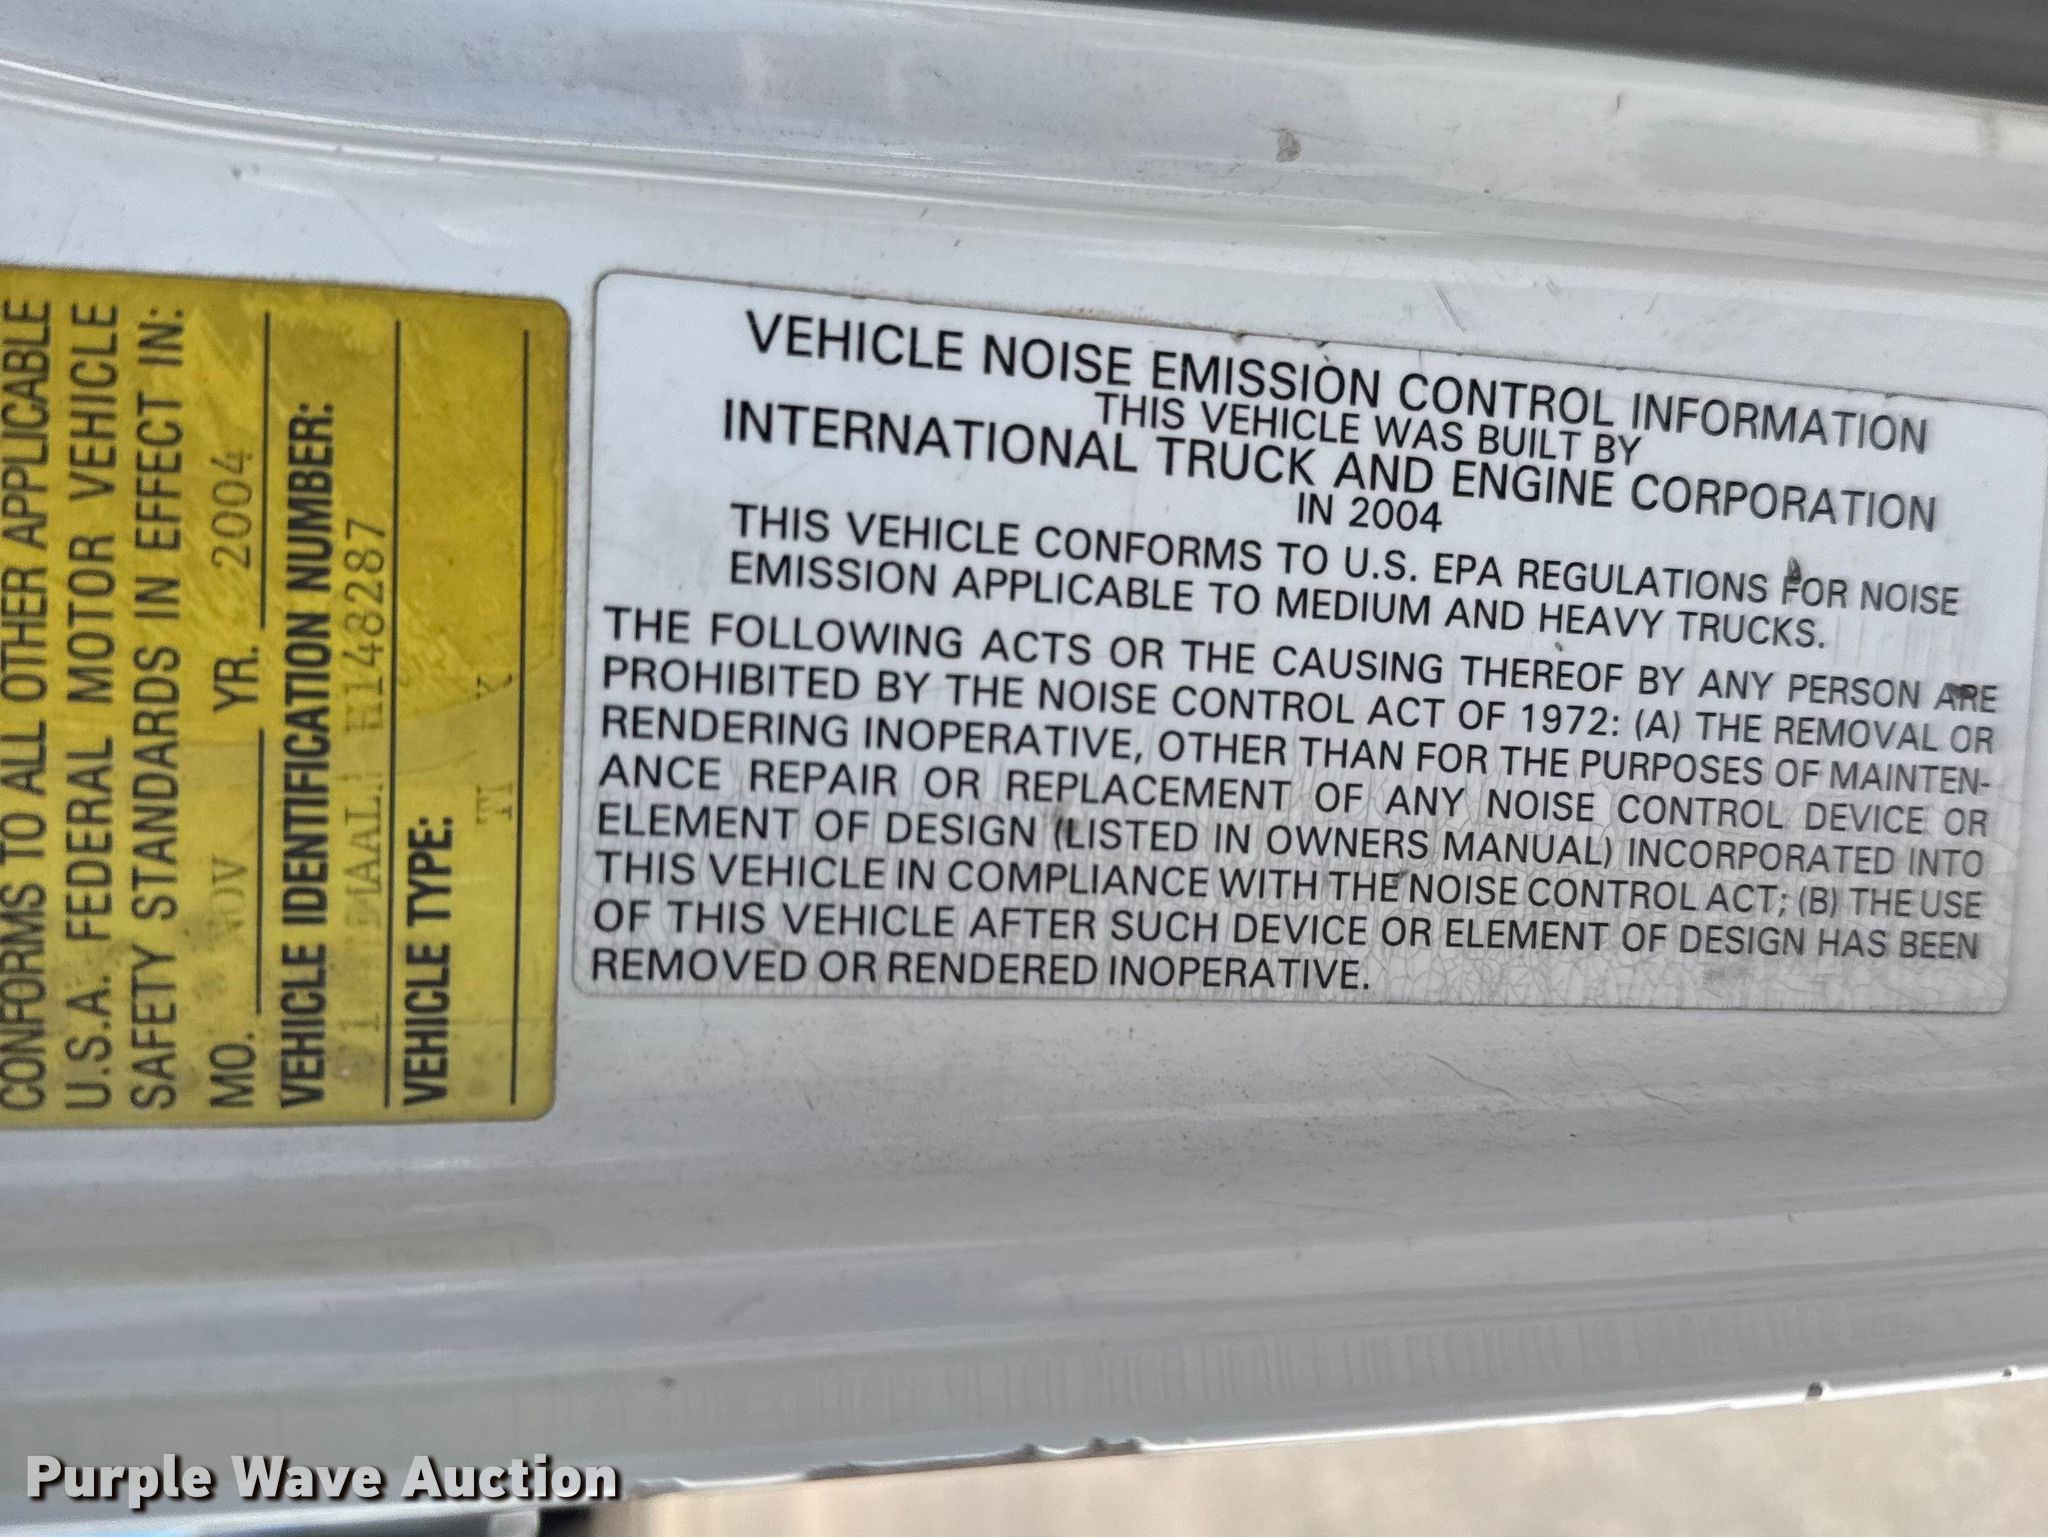 CONFORMS TO ALL OTHER APPLICABLE
U.S.A. FEDERAL MOTOR VEHICLE
SAFETY STANDARDS IN EFFECT IN:
MO. NOV YR. 2004
VEHICLE IDENTIFICATION NUMBER:
H148287
VEHICLE TYPE:
VEHICLE NOISE EMISSION CONTROL INFORMATION
THIS VEHICLE WAS BUILT BY
INTERNATIONAL TRUCK AND ENGINE CORPORATION
IN 2004
THIS VEHICLE CONFORMS TO U.S. EPA REGULATIONS FOR NOISE
EMISSION APPLICABLE TO MEDIUM AND HEAVY TRUCKS.
THE FOLLOWING ACTS OR THE CAUSING THEREOF BY ANY PERSON ARE
PROHIBITED BY THE NOISE CONTROL ACT OF 1972: (A) THE REMOVAL OR
RENDERING INOPERATIVE, OTHER THAN FOR THE PURPOSES OF MAINTEN-
ANCE REPAIR OR REPLACEMENT OF ANY NOISE CONTROL DEVICE OR
ELEMENT OF DESIGN (LISTED IN OWNERS MANUAL) INCORPORATED INTO
THIS VEHICLE IN COMPLIANCE WITH THE NOISE CONTROL ACT; (B) THE USE
OF THIS VEHICLE AFTER SUCH DEVICE OR ELEMENT OF DESIGN HAS BEEN
REMOVED OR RENDERED INOPERATIVE.
Purple Wave Auction